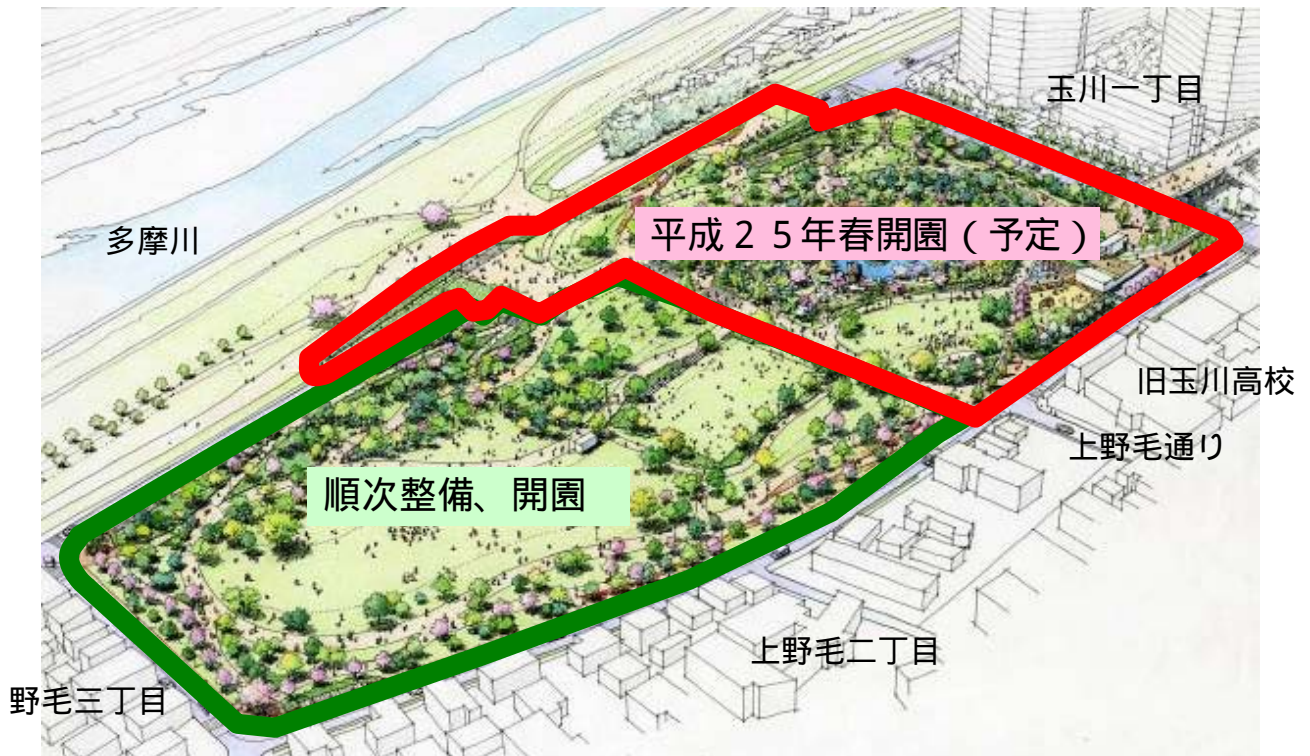 玉川一丁目
多摩川
平成２５年春開園（予定）
旧玉川高校
上野毛通り
順次整備、開園
上野毛二丁目
野毛三丁目